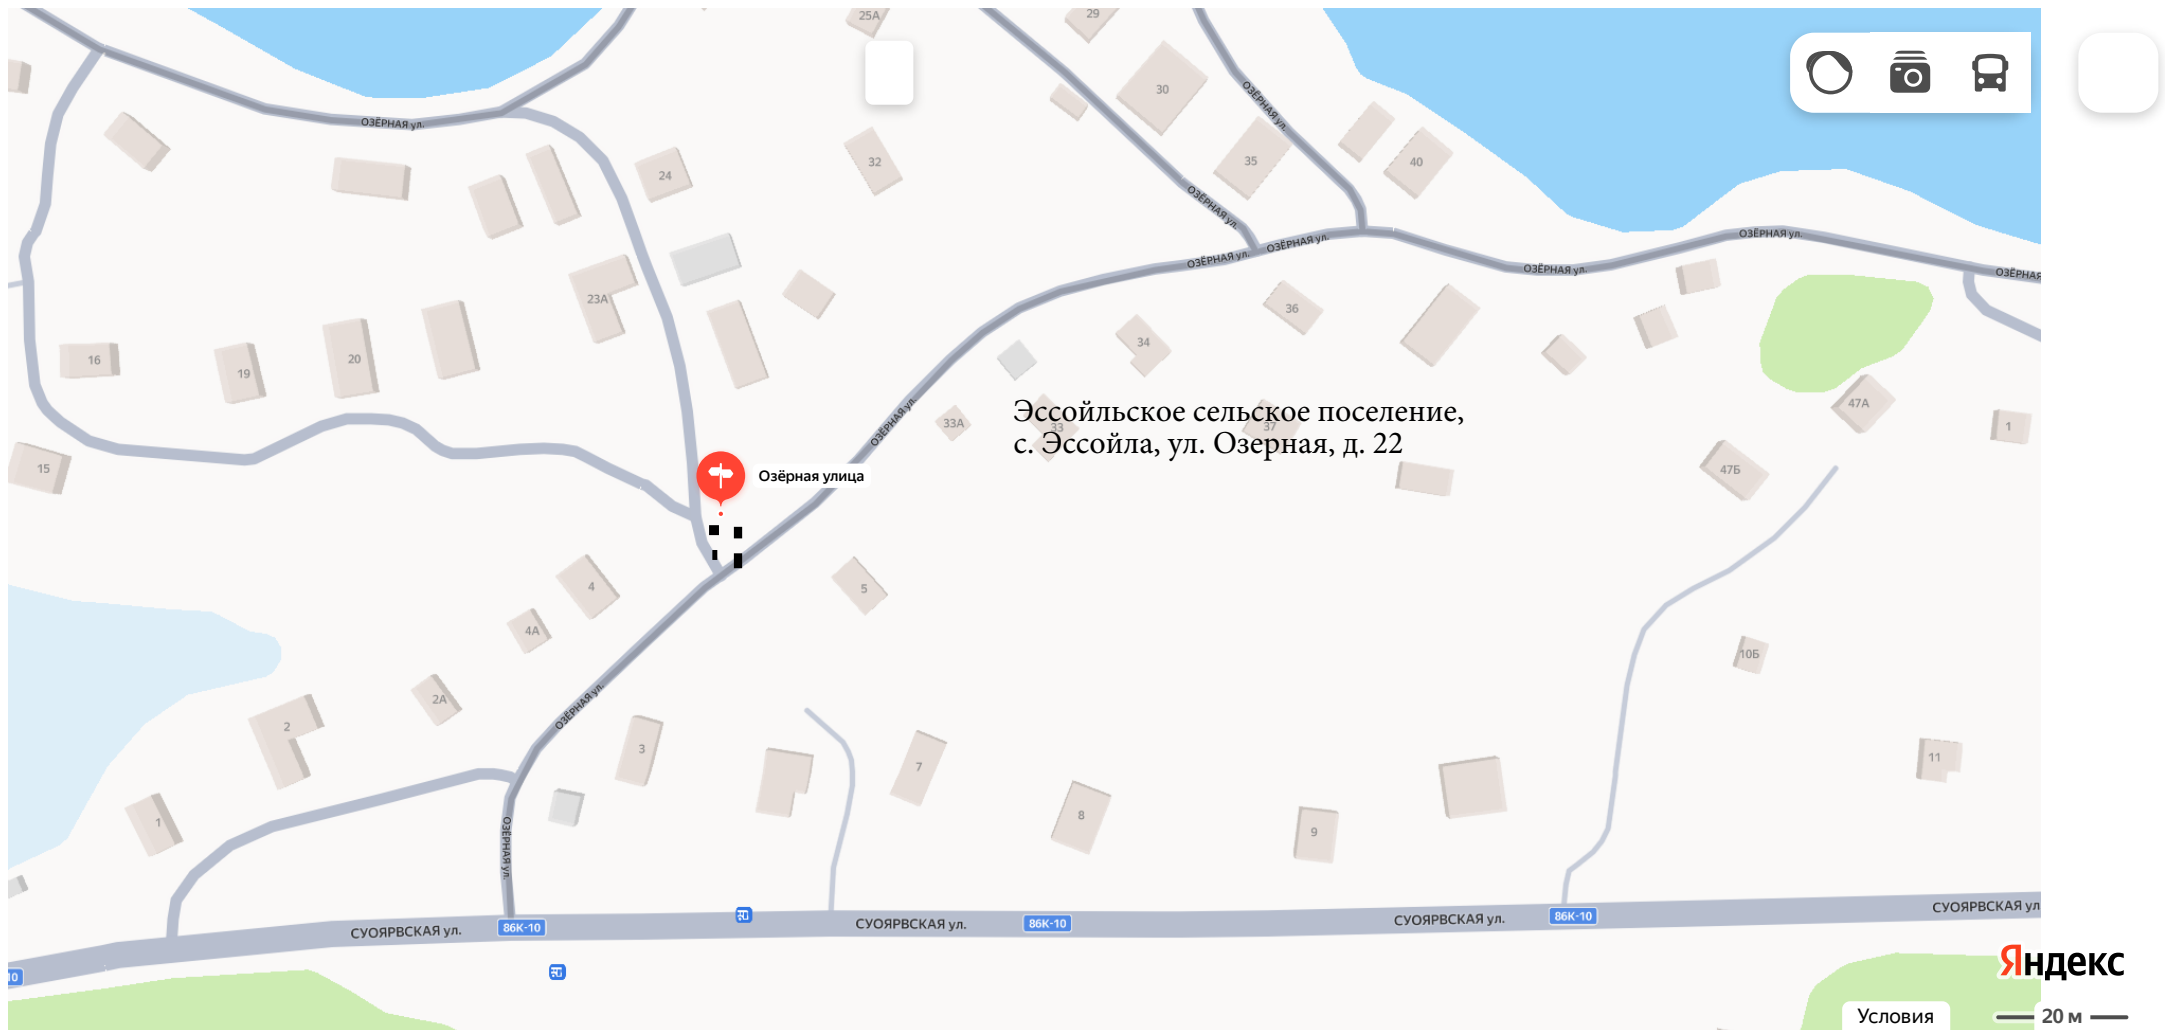 25А
29
30
ОЗЁРНАЯ ул.
ОЗЁРНАЯ ул.
32
35
40
24
ОЗЁРНАЯ ул.
ОЗЁРНАЯ ул.
ОЗЁРНАЯ ул.
ОЗЁРНАЯ ул.
ОЗЁРНАЯ ул.
ОЗЁРНАЯ
23А
36
34
16
19
20
Эссойльское сельское поселение,
с. Эссойла, ул. Озерная, д. 22
33А
33
37
47А
1
ОЗЁРНАЯ ул.
15
Озёрная улица
47Б
4
5
4А
10Б
2А
ОЗЁРНАЯ ул.
2
3
7
11
1
8
9
ОЗЁРНАЯ ул.
СУОЯРВСКАЯ ул.
86К-10
СУОЯРВСКАЯ ул.
86К-10
СУОЯРВСКАЯ ул.
86К-10
СУОЯРВСКАЯ ул
10
Яндекс
Условия
20 м